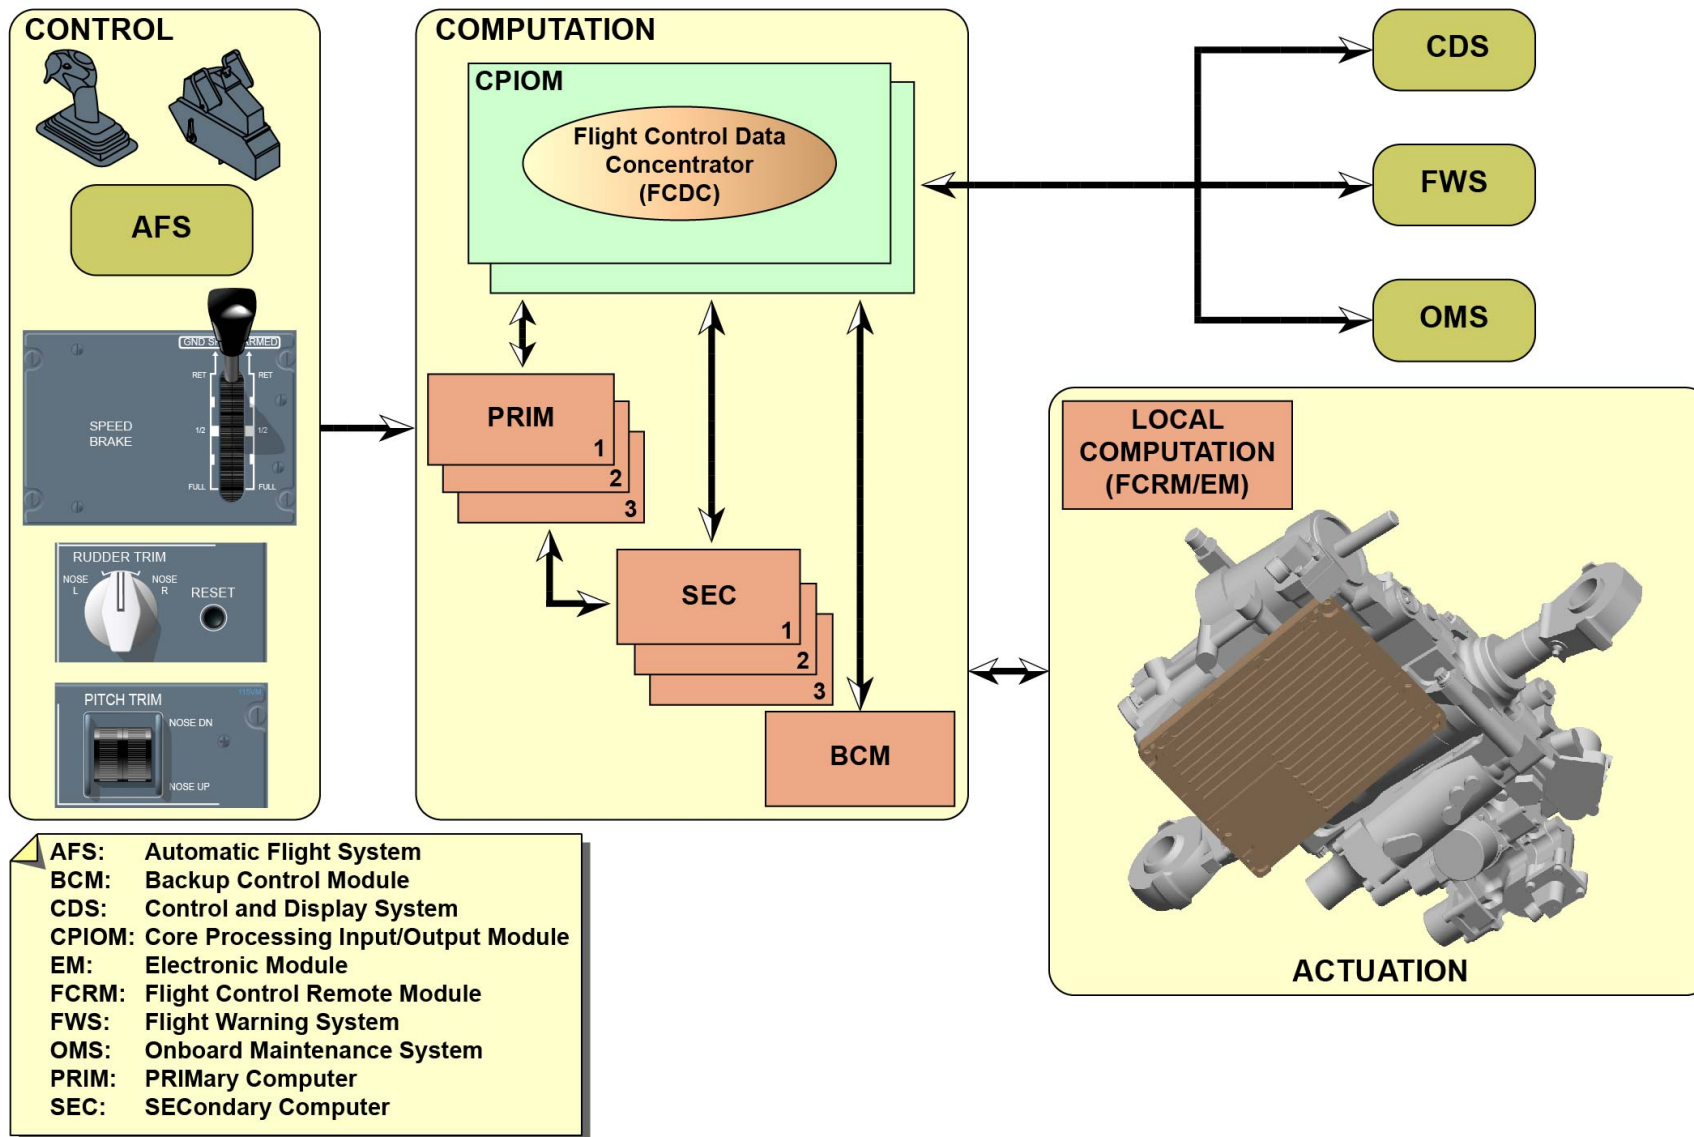 CONTROL
AFS
GND SP
ARMED
RET
RET
SPEED
BRAKE
1/2
1/2
FULL
FULL
RUDDER TRIM
NOSE
L
NOSE
R
RESET
PITCH TRIM
NOSE DN
NOSE UP
COMPUTATION
CPIOM
Flight Control Data
Concentrator
(FCDC)
PRIM
1
2
3
SEC
1
2
3
BCM
CDS
FWS
OMS
LOCAL
COMPUTATION
(FCRM/EM)
ACTUATION
AFS: Automatic Flight System
BCM: Backup Control Module
CDS: Control and Display System
CPIOM: Core Processing Input/Output Module
EM: Electronic Module
FCRM: Flight Control Remote Module
FWS: Flight Warning System
OMS: Onboard Maintenance System
PRIM: PRIMary Computer
SEC: SECondary Computer